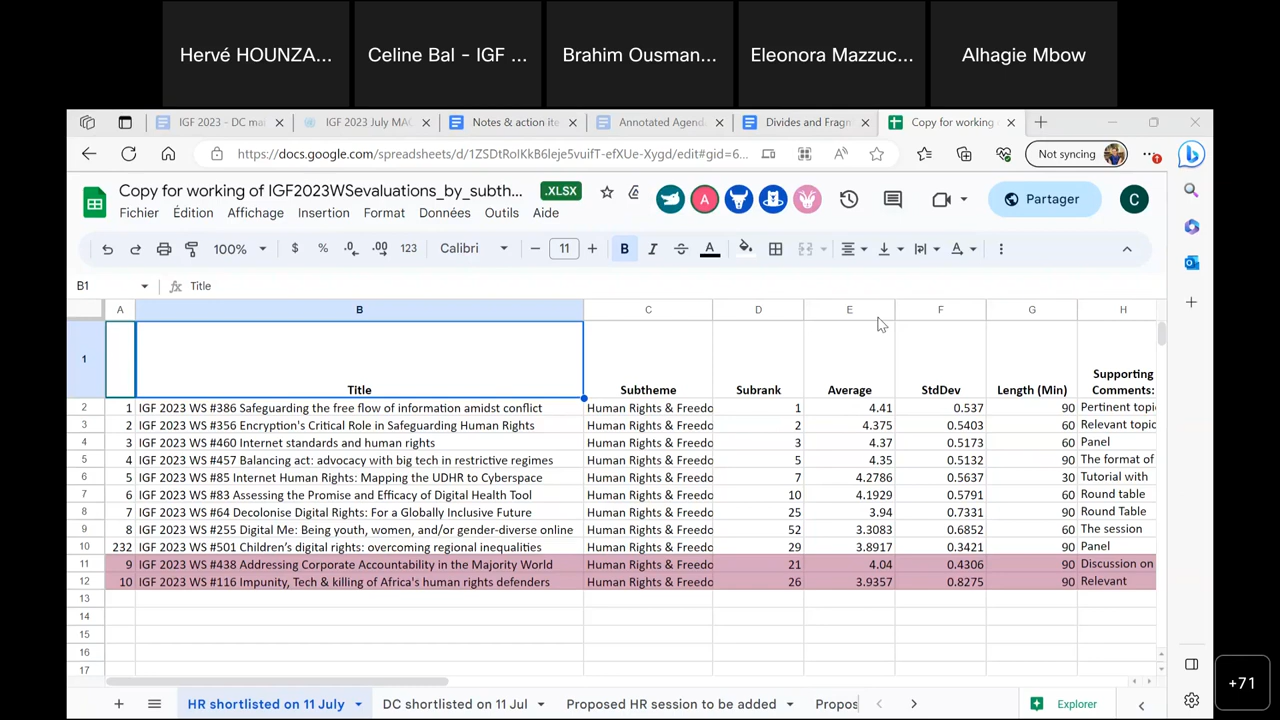 Hervé HOUNZA... Celine Bal - IGF ... Brahim Ousman... Eleonora Mazzuc... Alhagie Mbow
IGF 2023 - DC ma IGF 2023 July MAC Notes & action ite Annotated Agend Divides and Fragn Copy for working
https://docs.google.com/spreadsheets/d/1ZSDtRoIKkB6leje5vuifT-efXUe-Xygd/edit#gid=6... Not syncing
Copy for working of IGF2023WSevaluations_by_subth... .XLSX A Partager C
Fichier Édition Affichage Insertion Format Données Outils Aide
100% $ % .0 .00 123 Calibri 11 B I A
B1 fx Title
A B C D E F G H
1 Title Subtheme Subrank Average StdDev Length (Min) Supporting Comments:
2 1 IGF 2023 WS #386 Safeguarding the free flow of information amidst conflict Human Rights & Freedo 1 4.41 0.537 90 Pertinent topi
3 2 IGF 2023 WS #356 Encryption's Critical Role in Safeguarding Human Rights Human Rights & Freedo 2 4.375 0.5403 60 Relevant topic
4 3 IGF 2023 WS #460 Internet standards and human rights Human Rights & Freedo 3 4.37 0.5173 60 Panel
5 4 IGF 2023 WS #457 Balancing act: advocacy with big tech in restrictive regimes Human Rights & Freedo 5 4.35 0.5132 90 The format of
6 5 IGF 2023 WS #85 Internet Human Rights: Mapping the UDHR to Cyberspace Human Rights & Freedo 7 4.2786 0.5637 30 Tutorial with
7 6 IGF 2023 WS #83 Assessing the Promise and Efficacy of Digital Health Tool Human Rights & Freedo 10 4.1929 0.5791 60 Round table
8 7 IGF 2023 WS #64 Decolonise Digital Rights: For a Globally Inclusive Future Human Rights & Freedo 25 3.94 0.7331 90 Round Table
9 8 IGF 2023 WS #255 Digital Me: Being youth, women, and/or gender-diverse online Human Rights & Freedo 52 3.3083 0.6852 60 The session
10 232 IGF 2023 WS #501 Children's digital rights: overcoming regional inequalities Human Rights & Freedo 29 3.8917 0.3421 90 Panel
11 9 IGF 2023 WS #438 Addressing Corporate Accountability in the Majority World Human Rights & Freedo 21 4.04 0.4306 90 Discussion on
12 10 IGF 2023 WS #116 Impunity, Tech & killing of Africa's human rights defenders Human Rights & Freedo 26 3.9357 0.8275 90 Relevant
13
14
15
16
17
HR shortlisted on 11 July DC shortlisted on 11 Jul Proposed HR session to be added Propos Explorer
+71